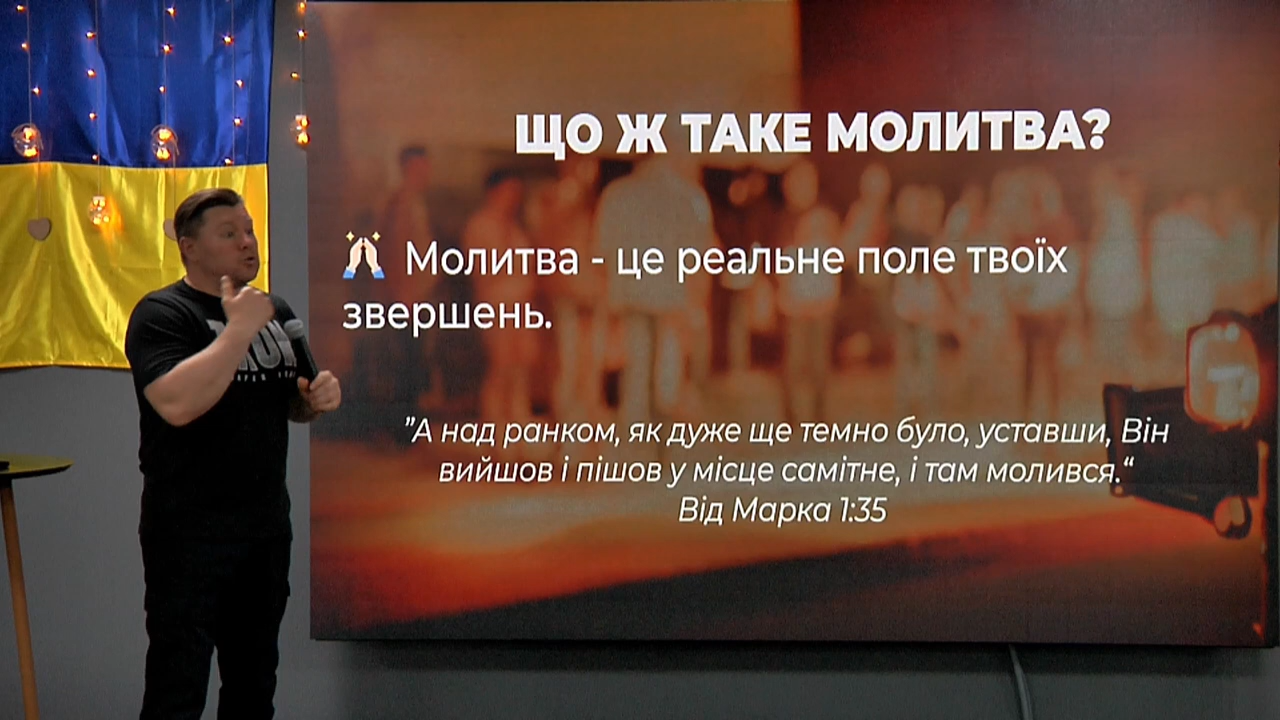 ЩО Ж ТАКЕ МОЛИТВА?
🙏🏻 Молитва - це реальне поле твоїх
звершень.
”А над ранком, як дуже ще темно було, уставши, Він
вийшов і пішов у місце самітне, і там молився.“
Від Марка 1:35